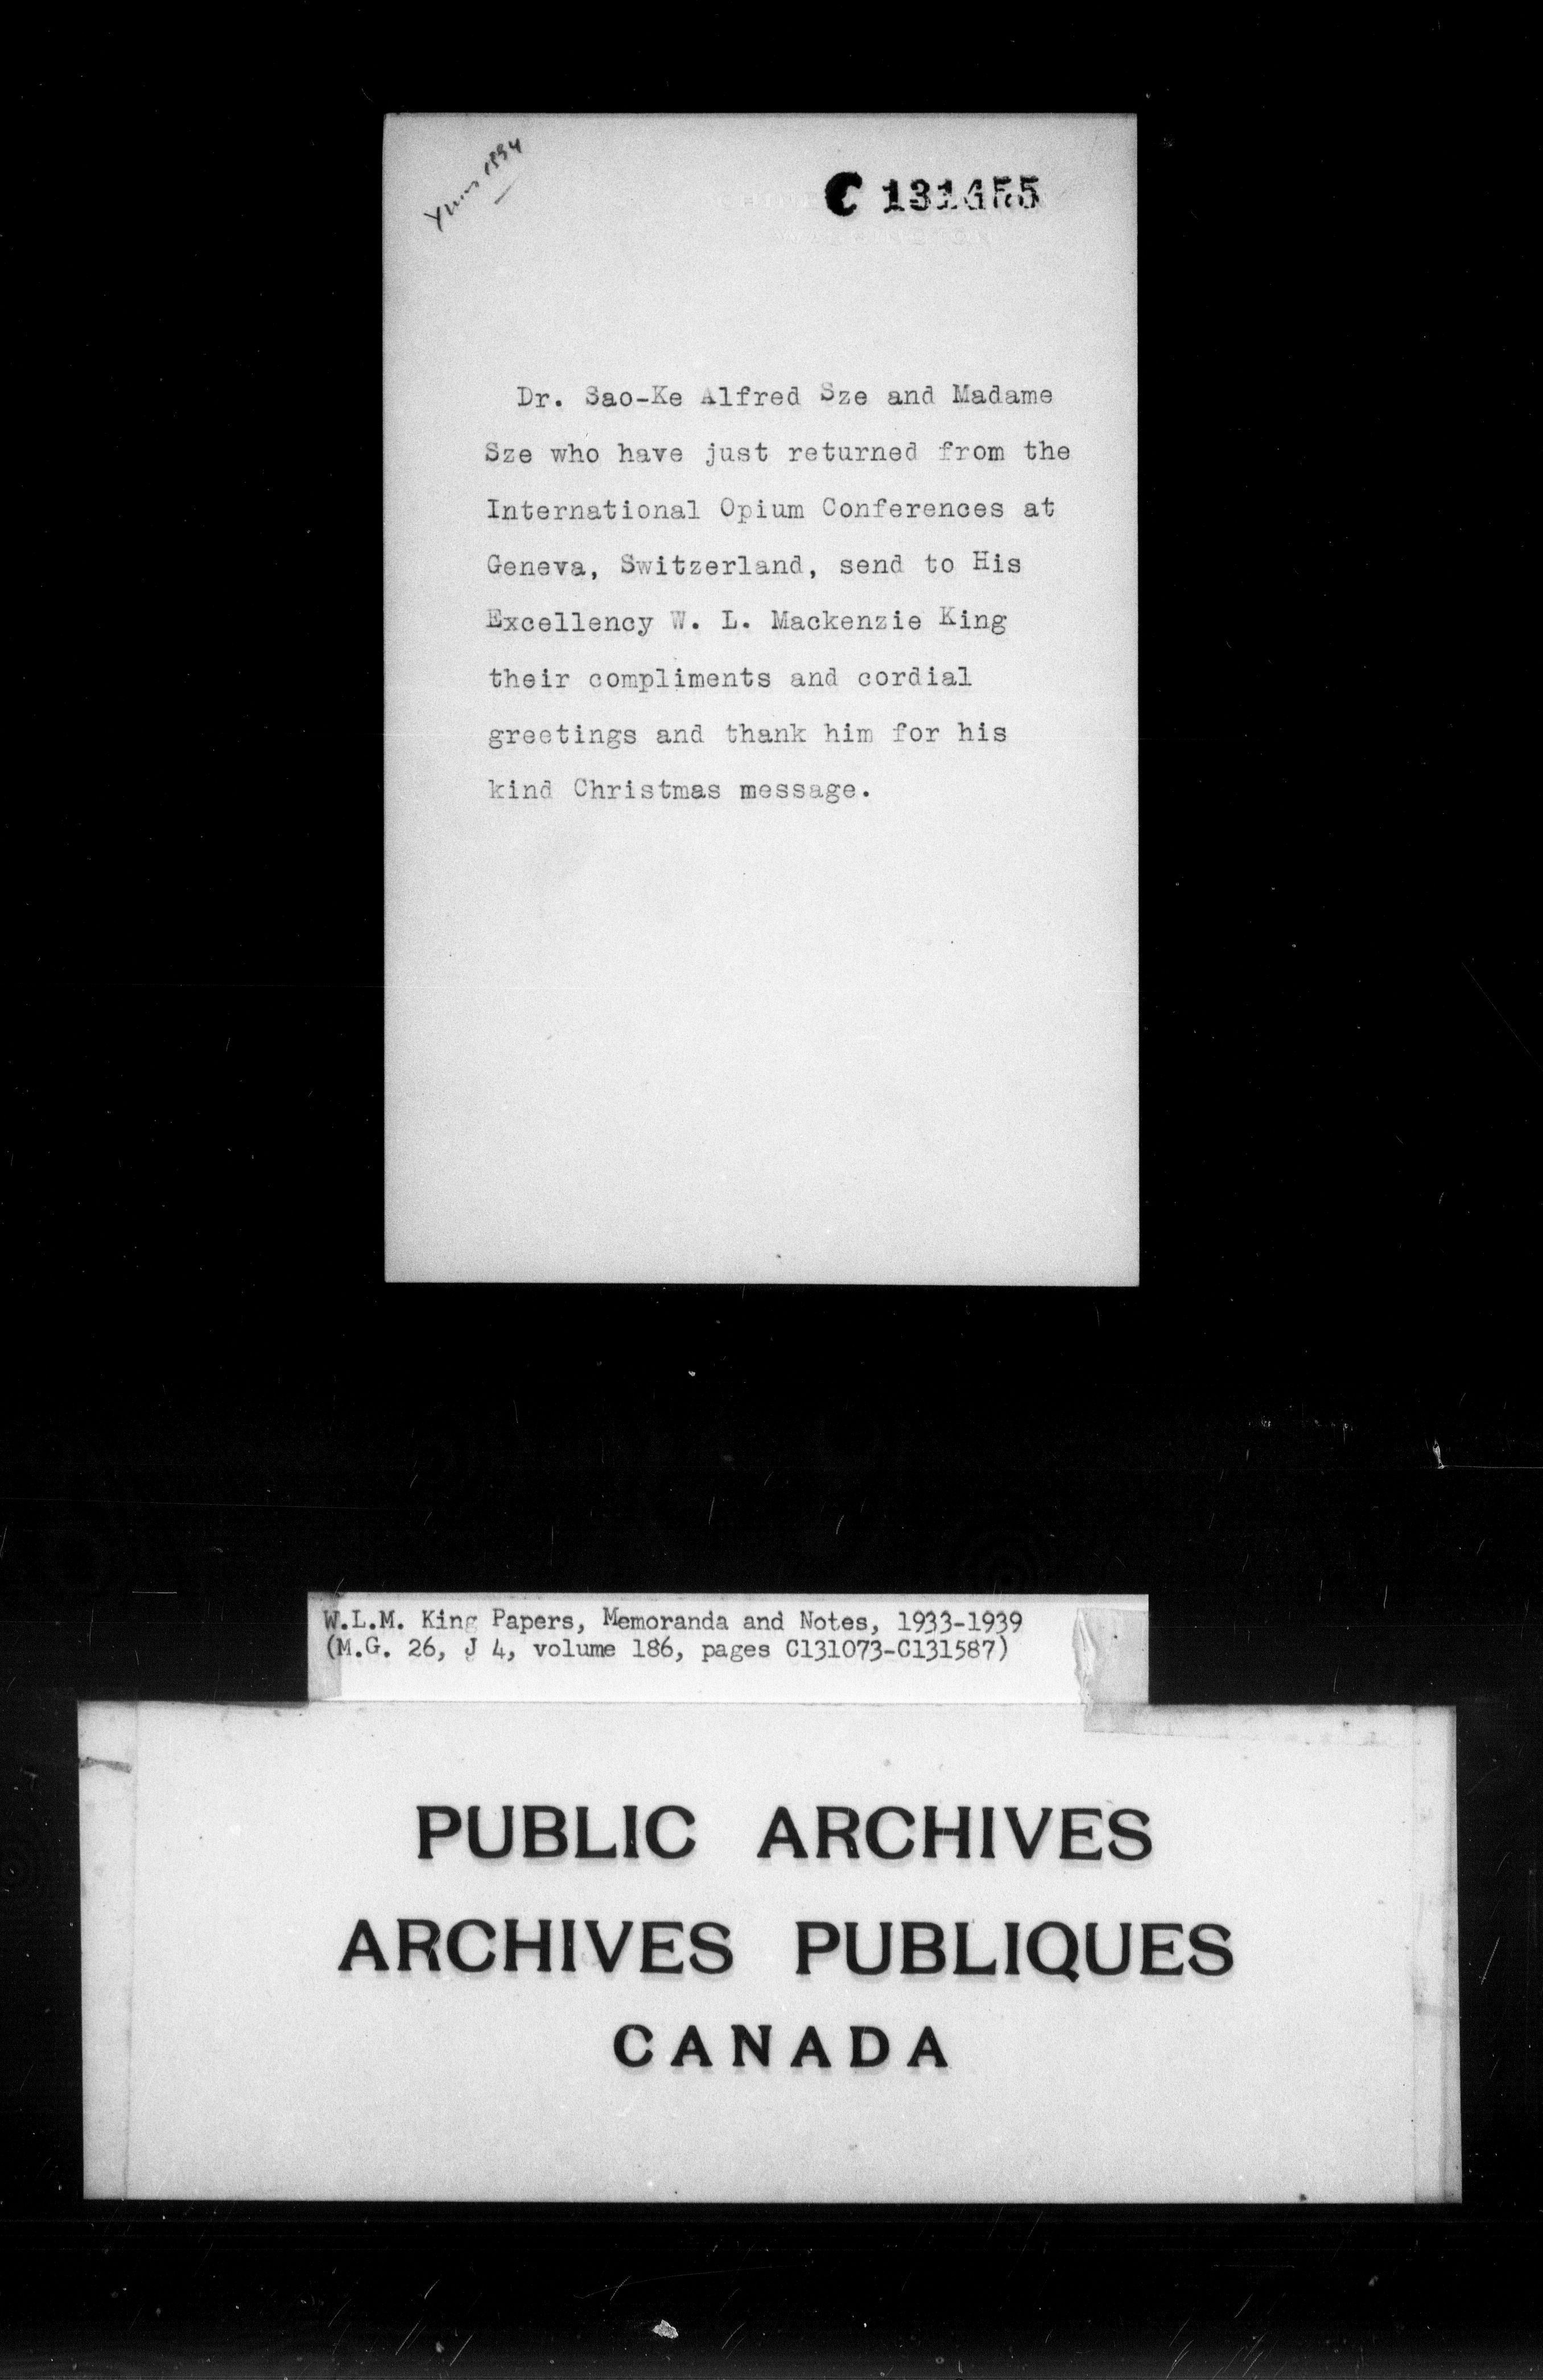 C 131455
Dr. Sao-Ke Alfred Sze and Madame
Sze who have just returned from the
International Opium Conferences at
Geneva, Switzerland, send to His
Excellency W. L. Mackenzie King
their compliments and cordial
greetings and thank him for his
kind Christmas message.
W.L.M. King Papers, Memoranda and Notes, 1933-1939
(M.G. 26, J 4, volume 186, pages C131073-C131587)
PUBLIC ARCHIVES
ARCHIVES PUBLIQUES
CANADA